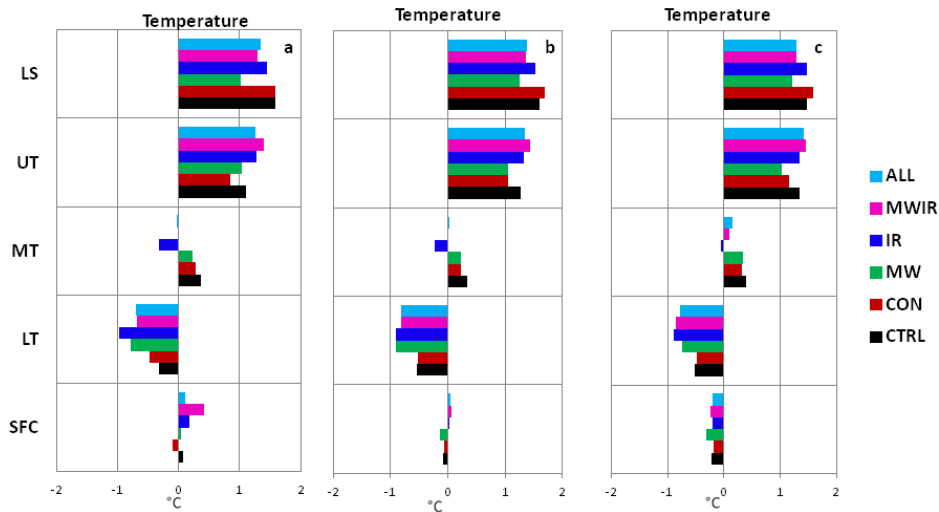 Temperature
Temperature
Temperature
a
b
c
LS
UT
MT
LT
SFC
ALL
MWIR
IR
MW
CON
CTRL
-2 -1 0 1 2
-2 -1 0 1 2
-2 -1 0 1 2
°C
°C
°C